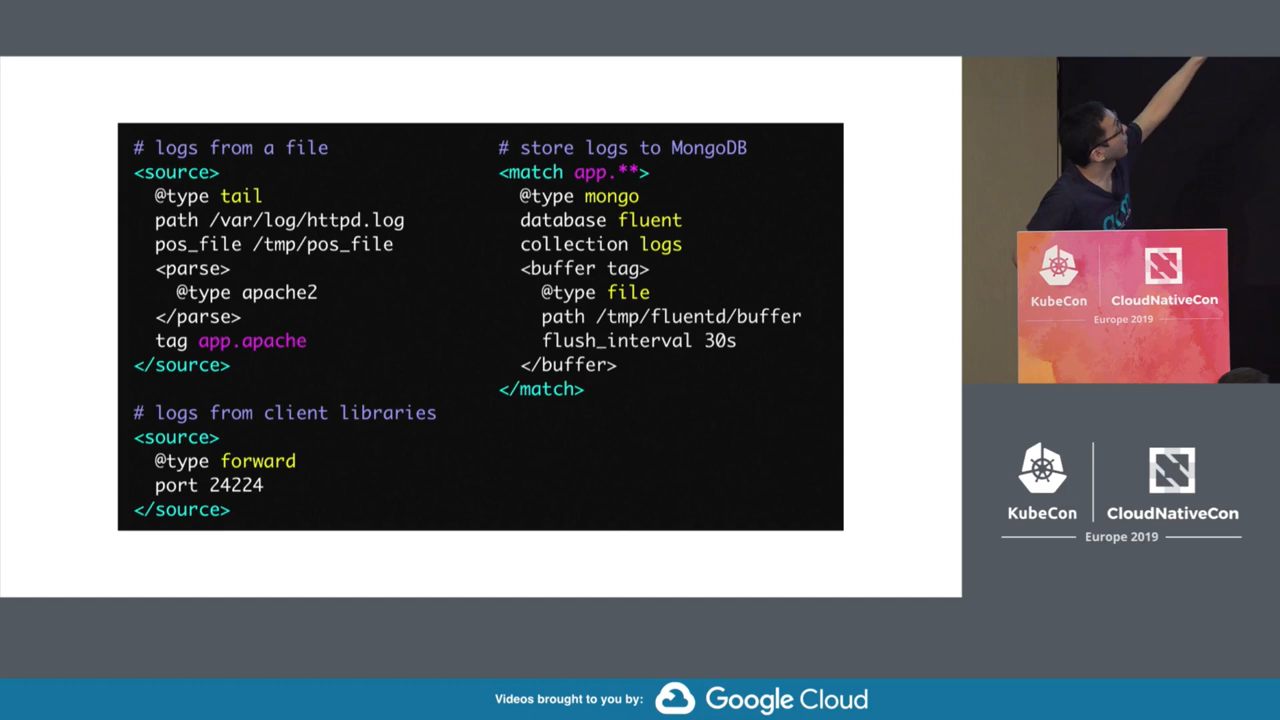 # logs from a file
<source>
@type tail
path /var/log/httpd.log
pos_file /tmp/pos_file
<parse>
@type apache2
</parse>
tag app.apache
</source>
# logs from client libraries
<source>
@type forward
port 24224
</source>
# store logs to MongoDB
<match app.**>
@type mongo
database fluent
collection logs
<buffer tag>
@type file
path /tmp/fluentd/buffer
flush_interval 30s
</buffer>
</match>
KubeCon
CloudNativeCon
Europe 2019
KubeCon
CloudNativeCon
Europe 2019
Videos brought to you by: Google Cloud